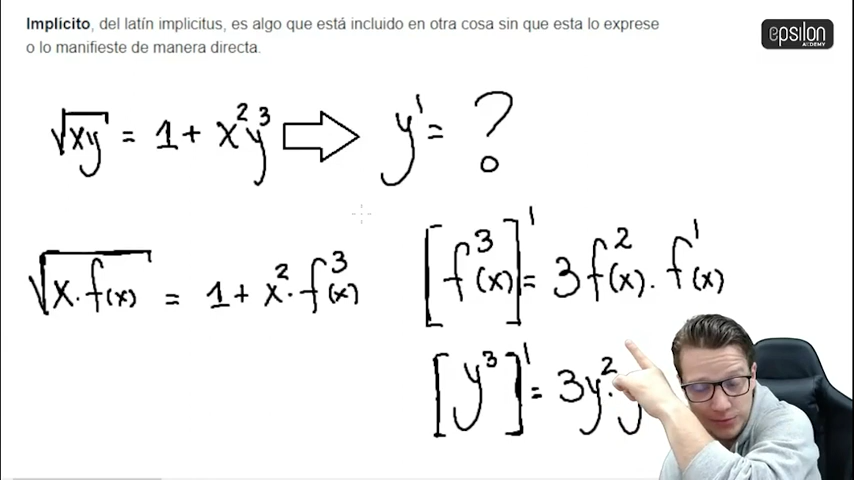 Implícito, del latín implicitus, es algo que está incluido en otra cosa sin que esta lo exprese
o lo manifieste de manera directa.
epsilon
ACADEMY
√xy = 1 + x²y³ ⇒ y' = ?
√x·f(x) = 1 + x²·f³(x)
[f³(x)]' = 3f²(x)·f'(x)
[y³]' = 3y²·y